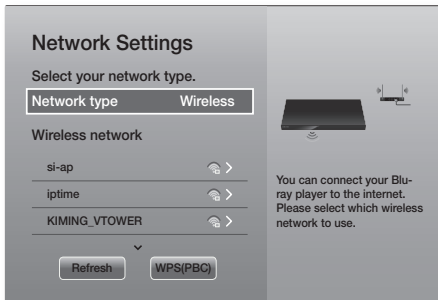 Network Settings
Select your network type.
Network type Wireless
Wireless network
si-ap
iptime
KIMING_VTOWER
Refresh WPS(PBC)
You can connect your Blu-
ray player to the internet.
Please select which wireless
network to use.